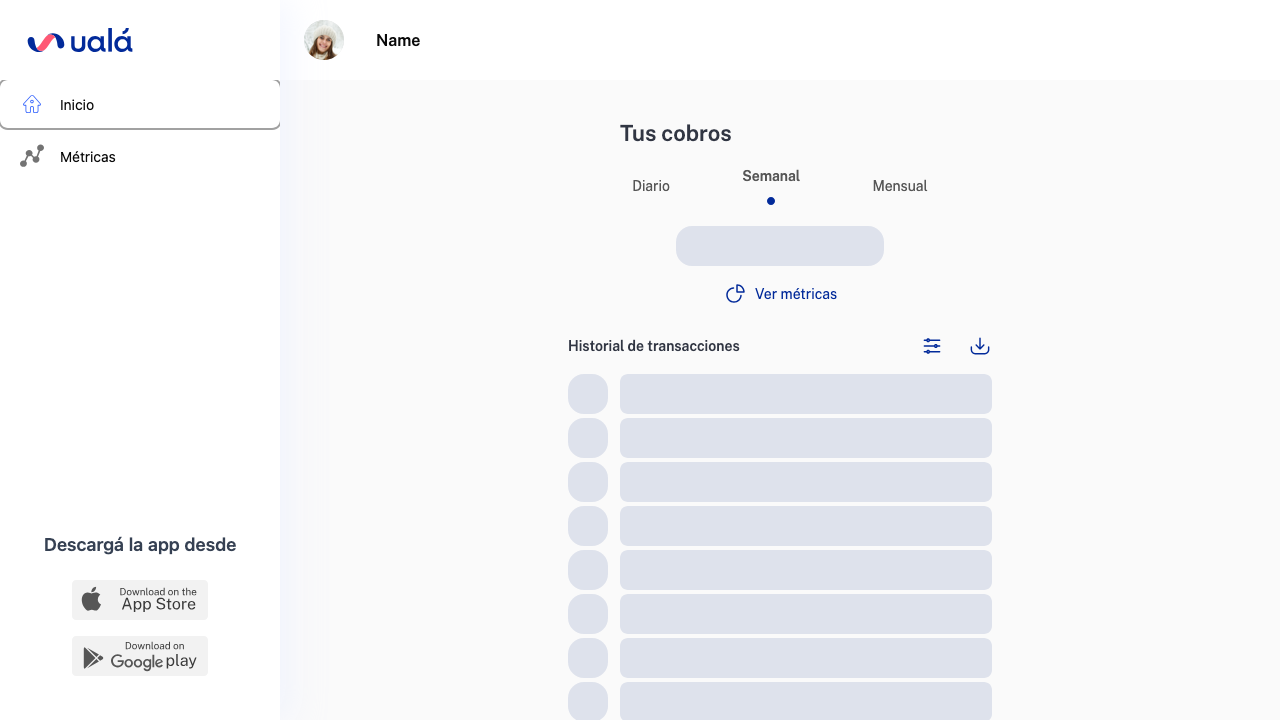 ualá
Name
Inicio
Métricas
Tus cobros
Diario
Semanal
Mensual
Ver métricas
Historial de transacciones
Descargá la app desde
Download on the
App Store
Download on
Google play